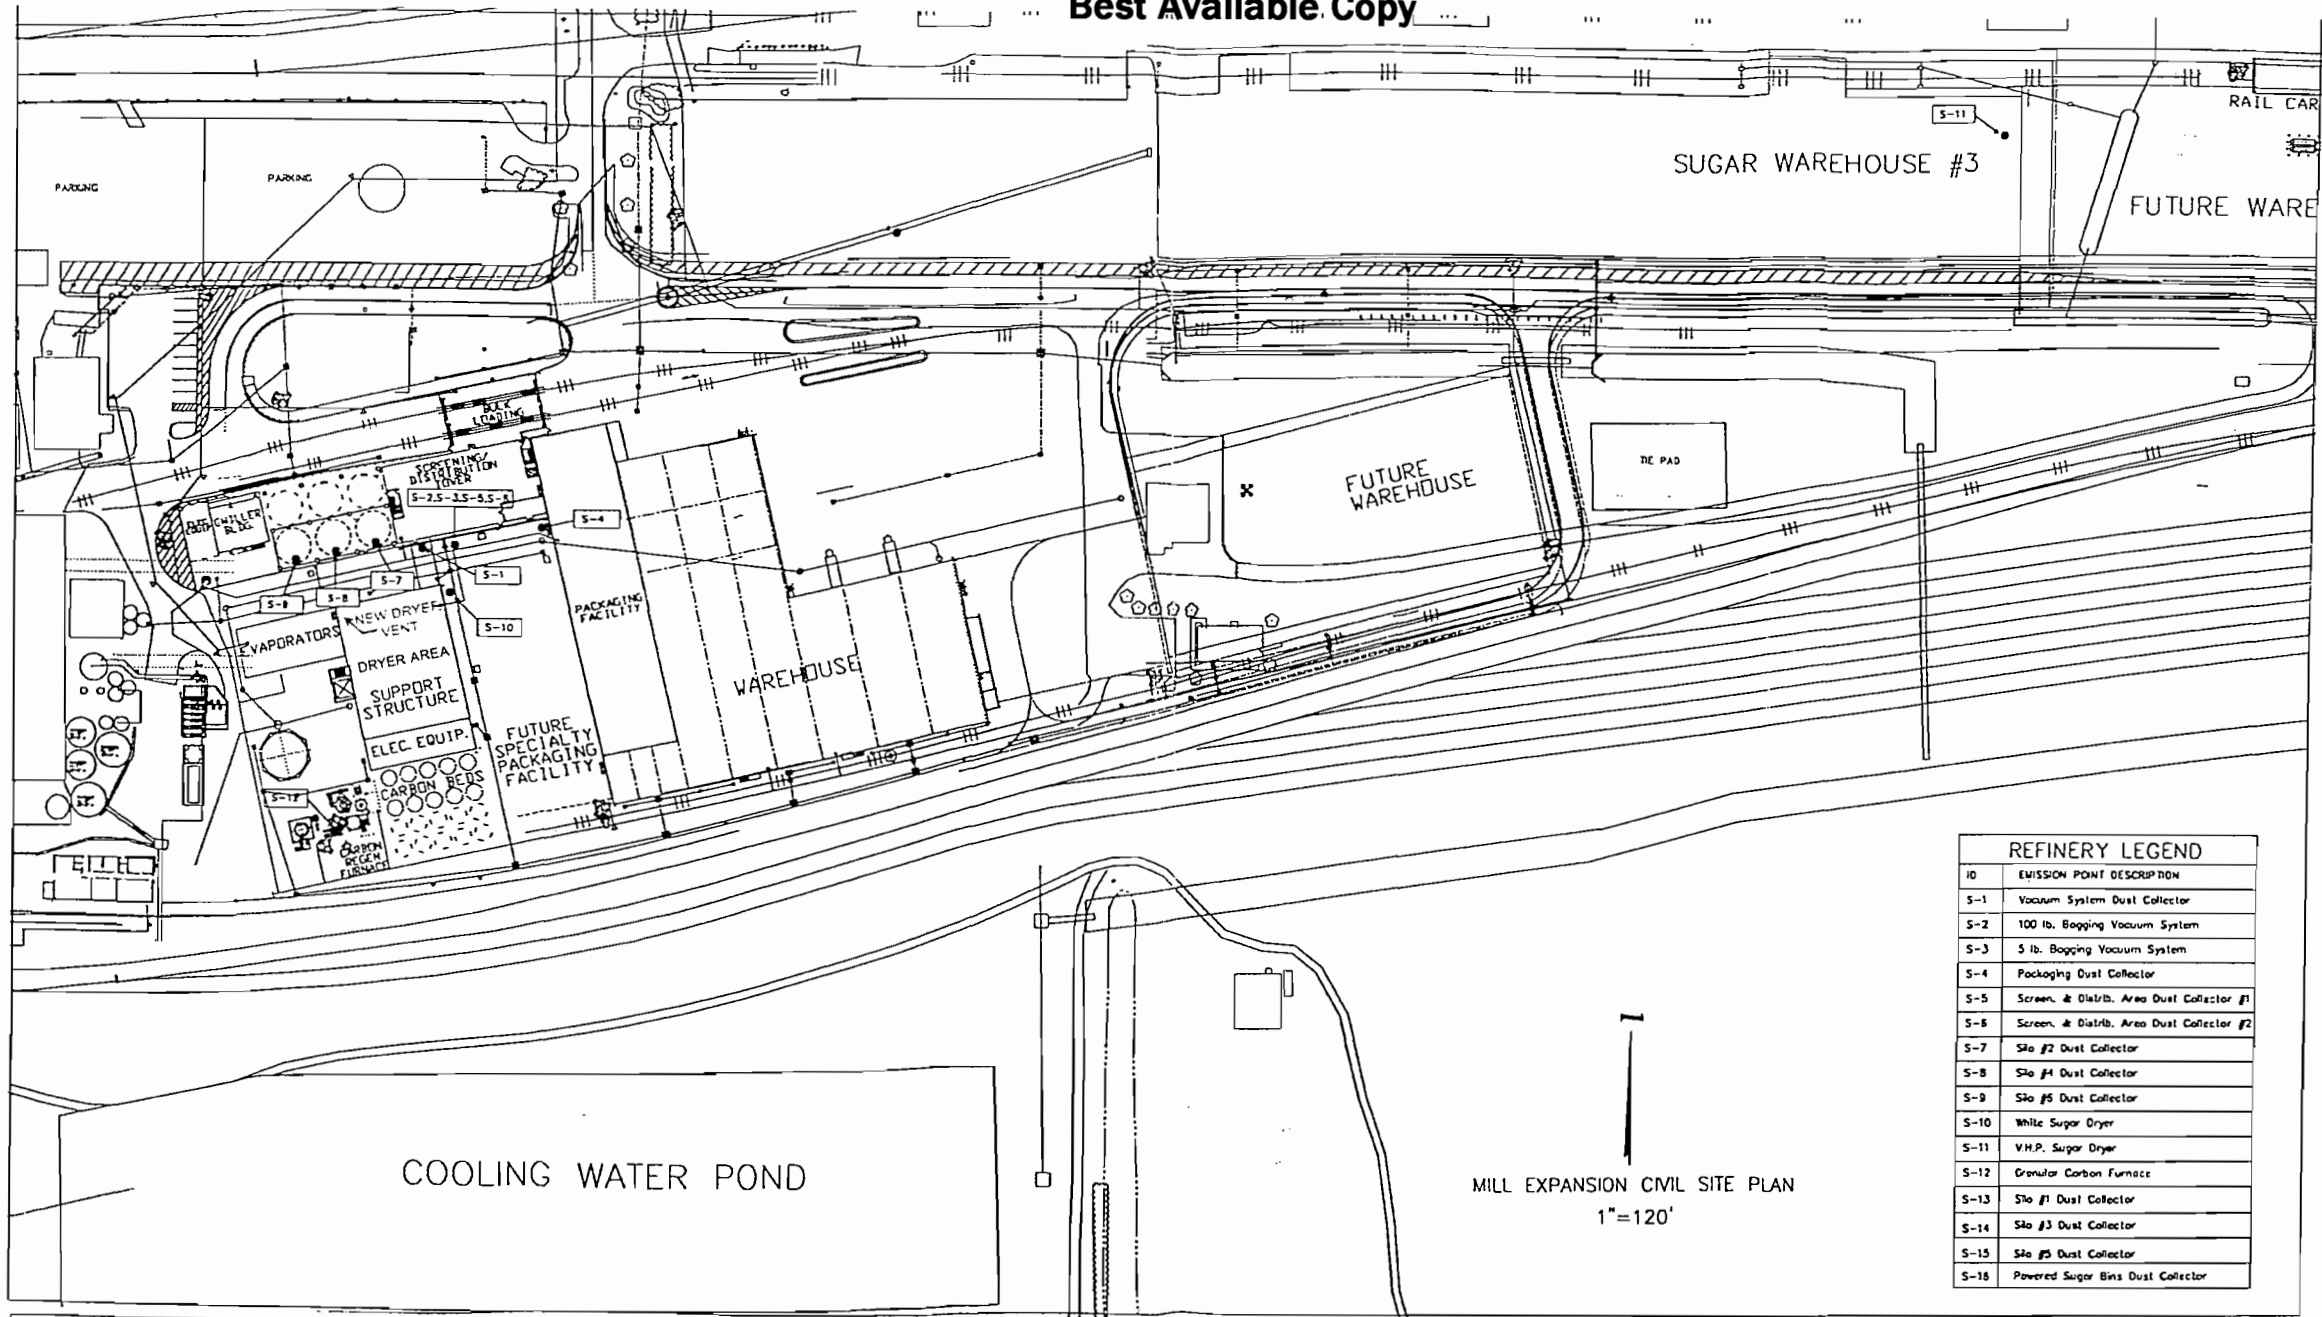 Best Available Copy
RAIL CAR
S-11
SUGAR WAREHOUSE #3
PARKING
PARKING
FUTURE WARE
BULK
LOADING
SCREENING/
DISTRIBUTION
TOWER
S-2,S-3,S-5,S-6
CHILLER
BLDG.
S-4
FUTURE
WAREHOUSE
TIE PAD
S-7
S-1
S-8
S-10
NEW DRYER
VENT
EVAPORATORS
DRYER AREA
SUPPORT
STRUCTURE
ELEC. EQUIP.
PACKAGING
FACILITY
WAREHOUSE
FUTURE
SPECIALTY
PACKAGING
FACILITY
CARBON BEDS
S-12
CARBON
REGEN
FURNACE
COOLING WATER POND
MILL EXPANSION CIVIL SITE PLAN
1"=120'
REFINERY LEGEND
ID EMISSION POINT DESCRIPTION
S-1 Vacuum System Dust Collector
S-2 100 lb. Bagging Vacuum System
S-3 5 lb. Bagging Vacuum System
S-4 Packaging Dust Collector
S-5 Screen. & Distrib. Area Dust Collector #1
S-6 Screen. & Distrib. Area Dust Collector #2
S-7 Silo #2 Dust Collector
S-8 Silo #4 Dust Collector
S-9 Silo #6 Dust Collector
S-10 White Sugar Dryer
S-11 V.H.P. Sugar Dryer
S-12 Granular Carbon Furnace
S-13 Silo #1 Dust Collector
S-14 Silo #3 Dust Collector
S-15 Silo #5 Dust Collector
S-16 Powered Sugar Bins Dust Collector